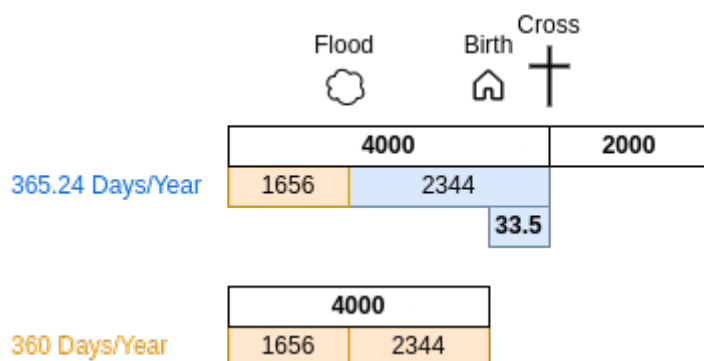 Cross
Flood Birth
4000 2000
365.24 Days/Year 1656 2344
33.5
4000
360 Days/Year 1656 2344